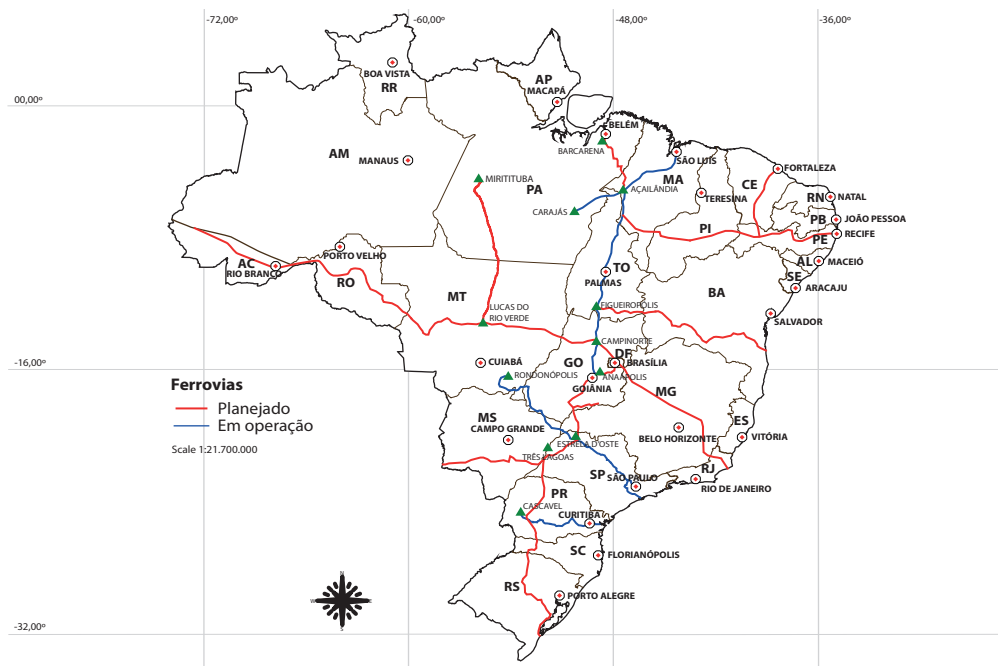 -72,00º
-60,00º
-48,00º
-36,00º
00,00º
-16,00º
-32,00º
BOA VISTA
RR
AP
MACAPÁ
AM
MANAUS
BELÉM
BARCARENA
SÃO LUIS
MIRITITUBA
PA
MA
AÇAILÂNDIA
TERESINA
CE
FORTALEZA
RN
NATAL
CARAJÁS
PB
JOÃO PESSOA
PI
PE
RECIFE
AC
RIO BRANCO
PORTO VELHO
RO
TO
PALMAS
AL
MACEIÓ
SE
ARACAJU
MT
BA
LUCAS DO
RIO VERDE
FIGUEIROPOLIS
SALVADOR
CAMPINORTE
CUIABÁ
GO
DF
BRASÍLIA
RONDONÓPOLIS
ANAÁPOLIS
GOIÂNIA
MG
Ferrovias
Planejado
Em operação
Scale 1:21.700.000
MS
CAMPO GRANDE
ES
VITÓRIA
BELO HORIZONTE
ESTRELA D'OSTE
TRÊS LAGOAS
SP
SÃO PAULO
RJ
RIO DE JANEIRO
PR
CASCAVEL
CURITIBA
SC
FLORIANÓPOLIS
RS
PORTO ALEGRE
N
W
E
S